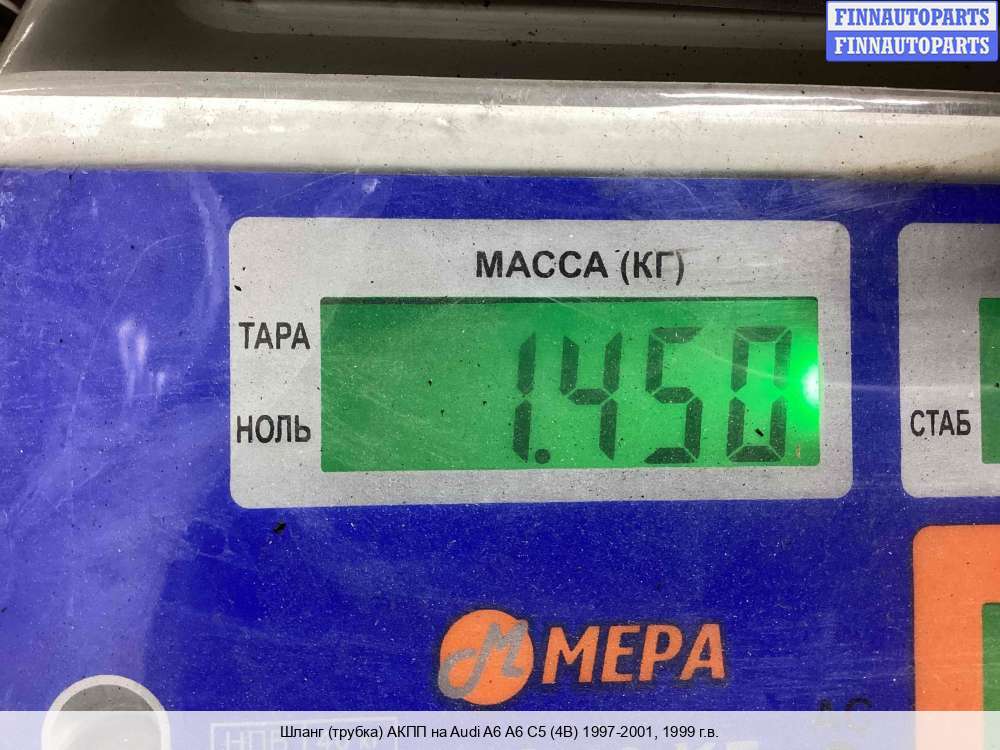 FINNAUTOPARTS
FINNAUTOPARTS
МАССА (КГ)
ТАРА
1.450
НОЛЬ
СТАБ
МЕРА
Шланг (трубка) АКПП на Audi A6 A6 C5 (4B) 1997-2001, 1999 г.в.